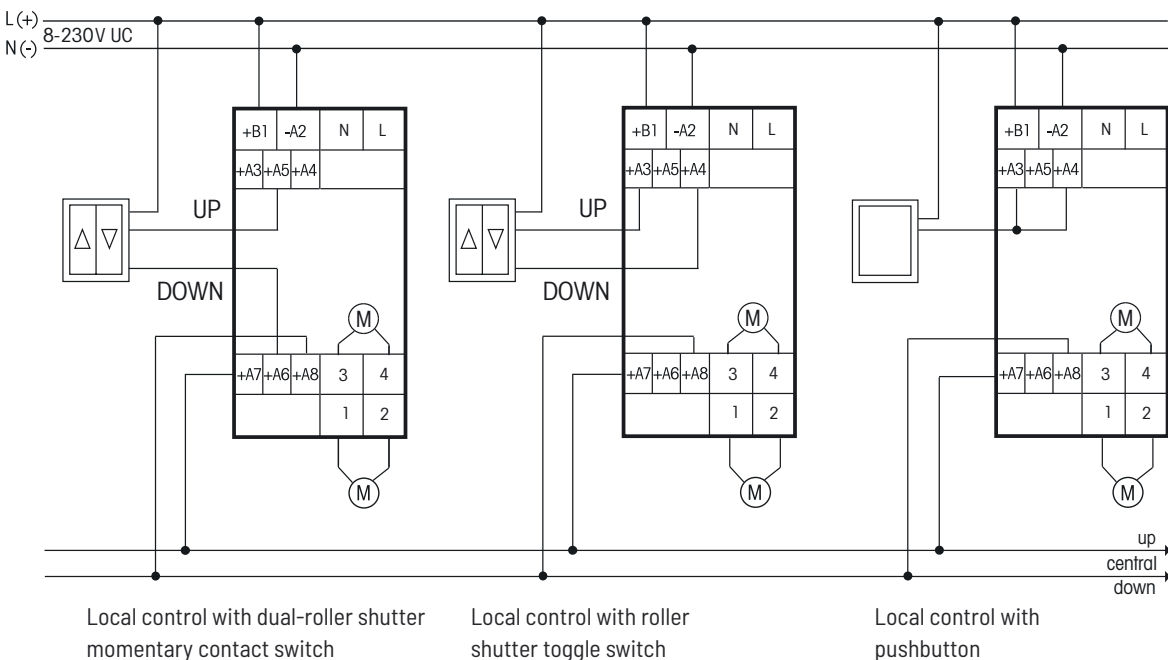 L(+)
8-230V UC
N(-)
+B1 -A2 N L
+A3 +A5 +A4
UP
DOWN
M
+A7 +A6 +A8 3 4
1 2
M
+B1 -A2 N L
+A3 +A5 +A4
UP
DOWN
M
+A7 +A6 +A8 3 4
1 2
M
+B1 -A2 N L
+A3 +A5 +A4
M
+A7 +A6 +A8 3 4
1 2
M
up
central
down
Local control with dual-roller shutter
momentary contact switch
Local control with roller
shutter toggle switch
Local control with
pushbutton